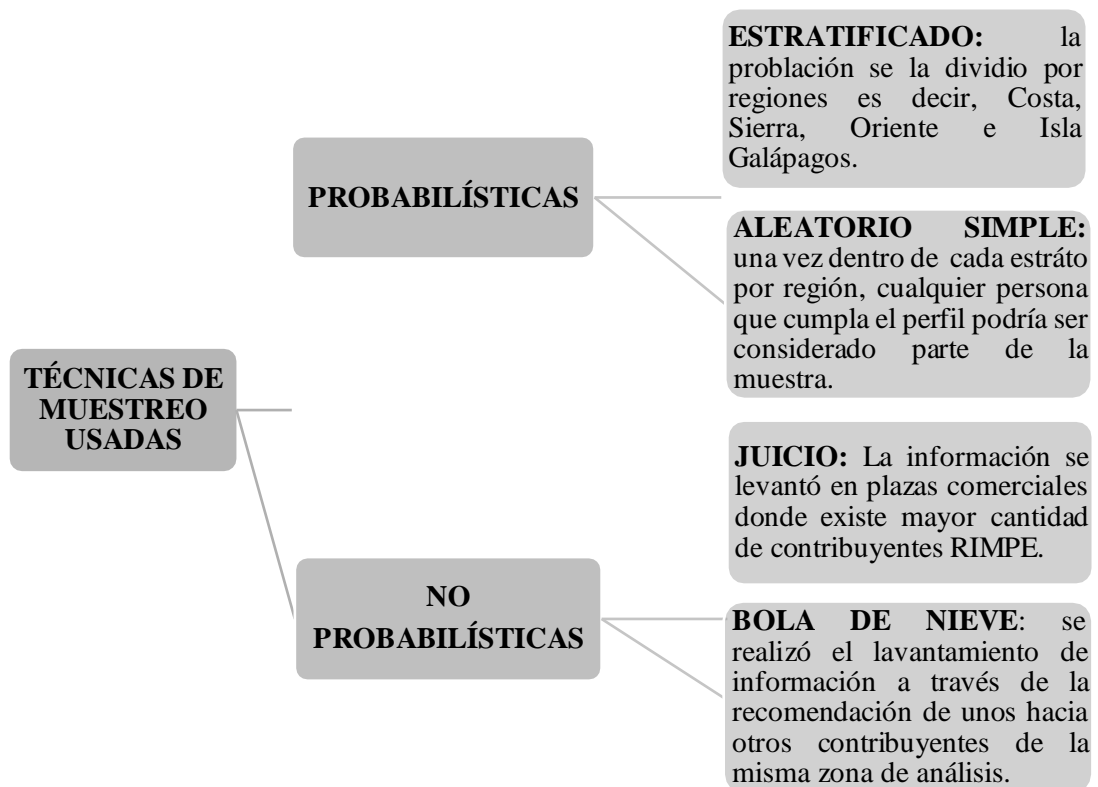 TÉCNICAS DE
MUESTREO
USADAS
PROBABILÍSTICAS
ESTRATIFICADO: la
problación se la dividio por
regiones es decir, Costa,
Sierra, Oriente e Isla
Galápagos.
ALEATORIO SIMPLE:
una vez dentro de cada estráto
por región, cualquier persona
que cumpla el perfil podría ser
considerado parte de la
muestra.
NO
PROBABILÍSTICAS
JUICIO: La información se
levantó en plazas comerciales
donde existe mayor cantidad
de contribuyentes RIMPE.
BOLA DE NIEVE: se
realizó el lavantamiento de
información a través de la
recomendación de unos hacia
otros contribuyentes de la
misma zona de análisis.